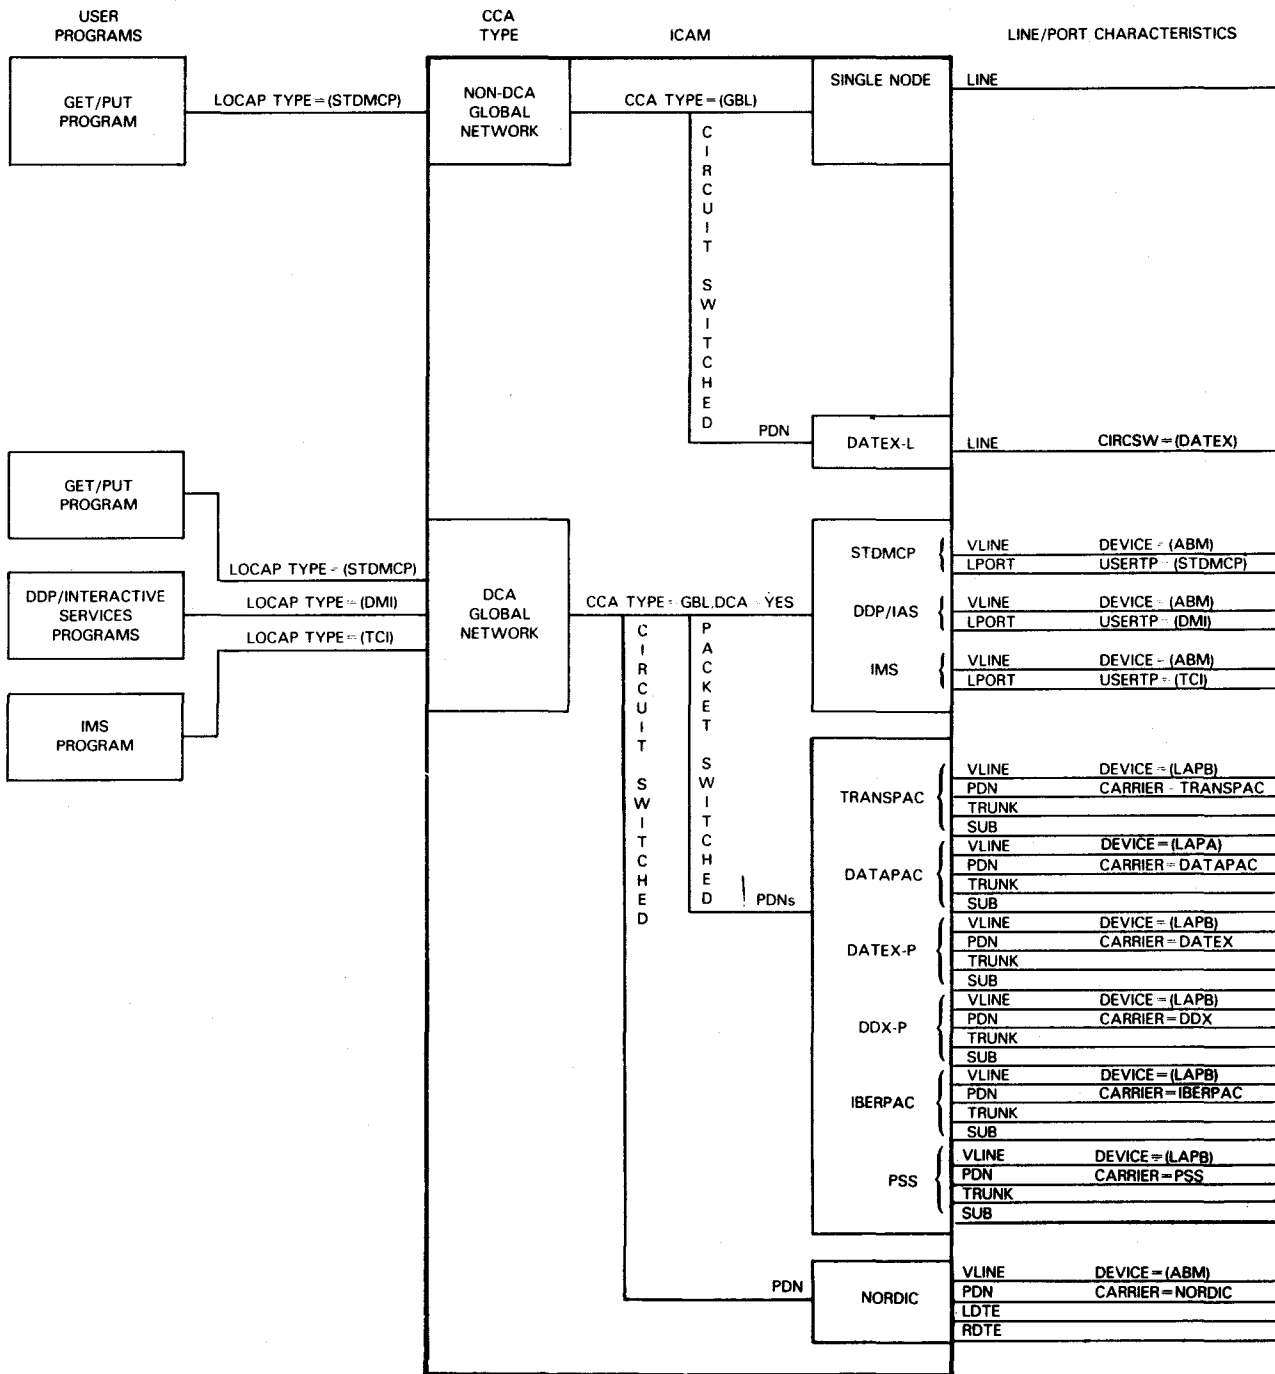 USER
PROGRAMS
CCA
TYPE
ICAM
LINE/PORT CHARACTERISTICS
GET/PUT
PROGRAM
LOCAP TYPE=(STDMCP)
NON-DCA
GLOBAL
NETWORK
CCA TYPE=(GBL)
SINGLE NODE
LINE
CIRCUIT SWITCHED
PDN
DATEX-L
LINE CIRCSW=(DATEX)
GET/PUT
PROGRAM
LOCAP TYPE=(STDMCP)
DDP/INTERACTIVE
SERVICES
PROGRAMS
LOCAP TYPE=(DMI)
LOCAP TYPE=(TCI)
IMS
PROGRAM
DCA
GLOBAL
NETWORK
CCA TYPE=GBL,DCA=YES
CIRCUIT SWITCHED
PACKET SWITCHED
STDMCP
VLINE DEVICE=(ABM)
LPORT USERTP=(STDMCP)
DDP/IAS
VLINE DEVICE=(ABM)
LPORT USERTP=(DMI)
IMS
VLINE DEVICE=(ABM)
LPORT USERTP=(TCI)
PDNs
TRANSPAC
VLINE DEVICE=(LAPB)
PDN CARRIER=TRANSPAC
TRUNK
SUB
DATAPAC
VLINE DEVICE=(LAPA)
PDN CARRIER=DATAPAC
TRUNK
SUB
DATEX-P
VLINE DEVICE=(LAPB)
PDN CARRIER=DATEX
TRUNK
SUB
DDX-P
VLINE DEVICE=(LAPB)
PDN CARRIER=DDX
TRUNK
SUB
IBERPAC
VLINE DEVICE=(LAPB)
PDN CARRIER=IBERPAC
TRUNK
SUB
PSS
VLINE DEVICE=(LAPB)
PDN CARRIER=PSS
TRUNK
SUB
PDN
NORDIC
VLINE DEVICE=(ABM)
PDN CARRIER=NORDIC
LDTE
RDTE